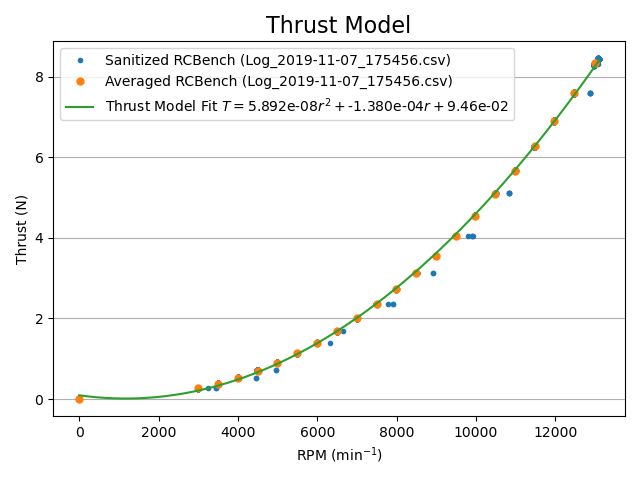 Thrust Model
Sanitized RCBench (Log_2019-11-07_175456.csv)
Averaged RCBench (Log_2019-11-07_175456.csv)
Thrust Model Fit T = 5.892e-08r² + -1.380e-04r + 9.46e-02
8
6
4
2
0
Thrust (N)
0 2000 4000 6000 8000 10000 12000
RPM (min⁻¹)